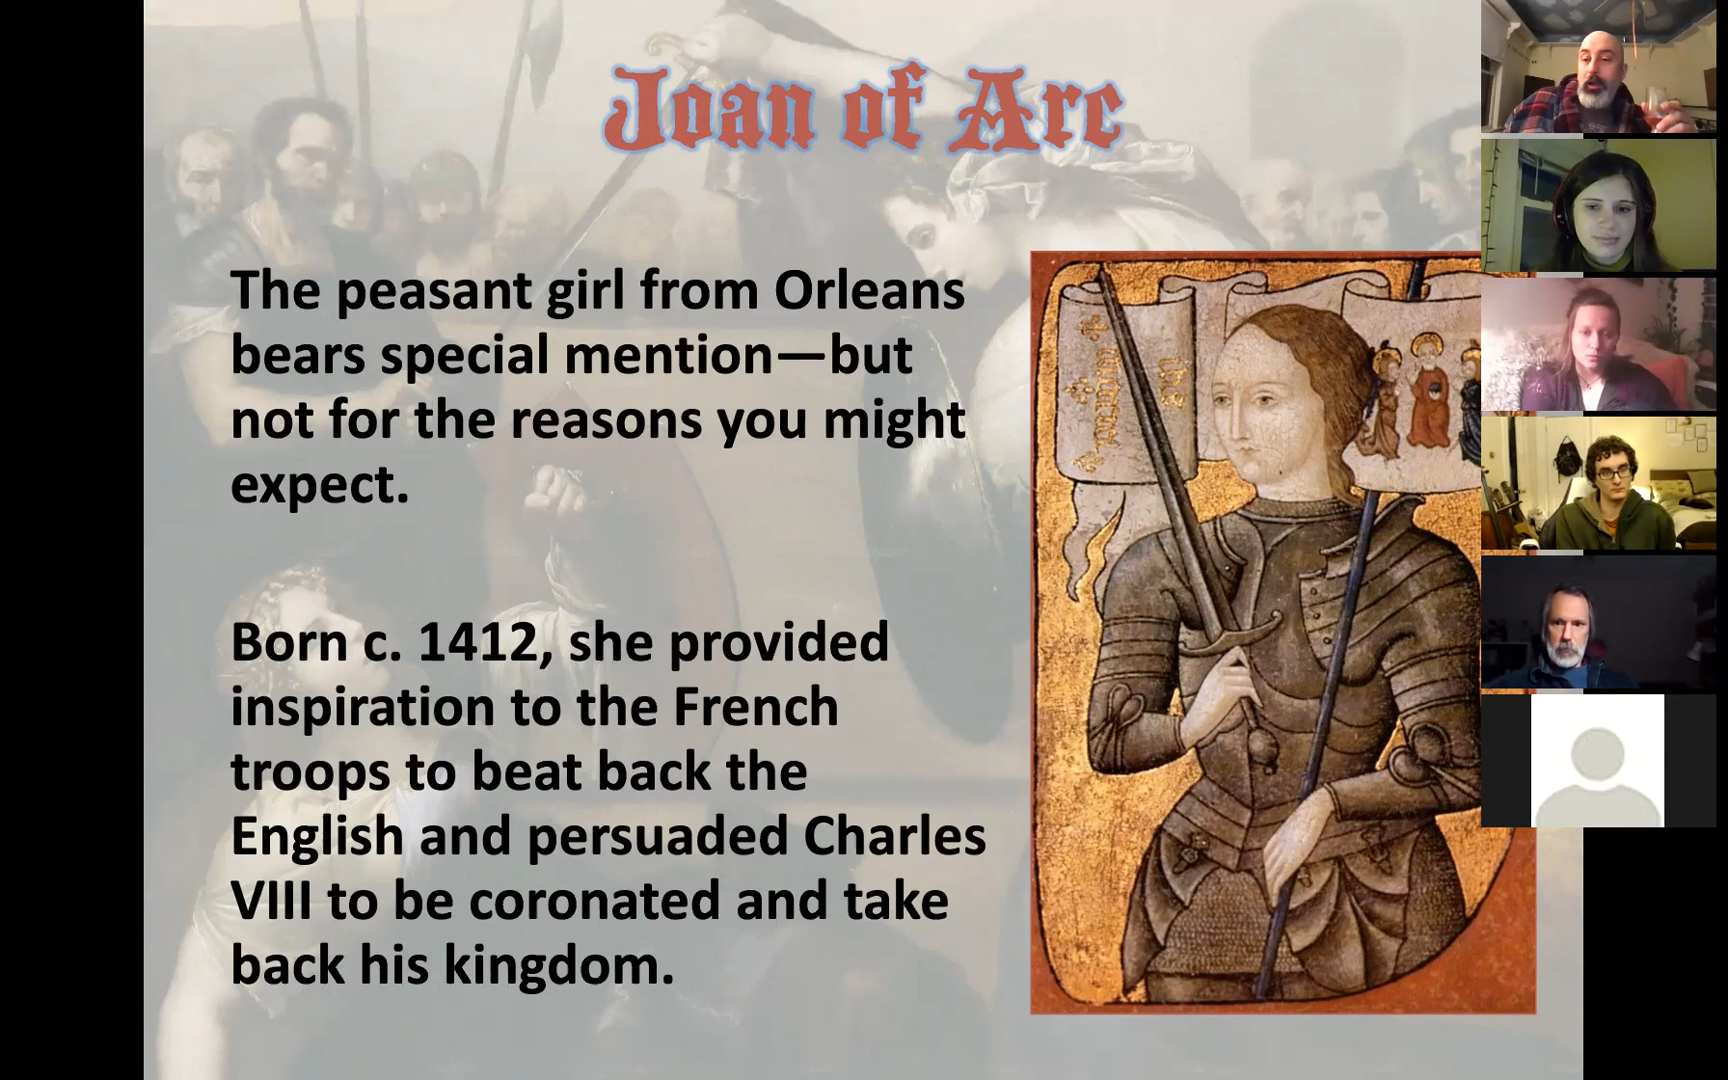 Joan of Arc
The peasant girl from Orleans
bears special mention—but
not for the reasons you might
expect.
Born c. 1412, she provided
inspiration to the French
troops to beat back the
English and persuaded Charles
VIII to be coronated and take
back his kingdom.